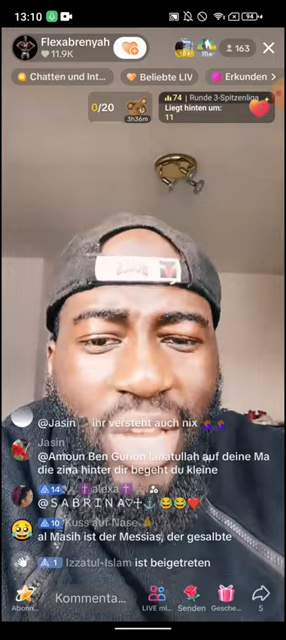 13:10
94
Flexabrenyah
11.9K
163
Chatten und Int...
Beliebte LIV
Erkunden
0/20
3h36m
74 | Runde 3-Spitzenliga
Liegt hinten um:
11
@Jasin ihr versteht auch nix
Jasin
@Amoun Ben Gurion lanatullah auf deine Ma
die zina hinter dir begeht du kleine
14 alexa
@S A B R I N A
10 Kuss auf Nase
al Masih ist der Messias, der gesalbte
1 Izzatul-Islam ist beigetreten
Abonn...
Kommenta...
LIVE mi...
Senden
Gesche...
5